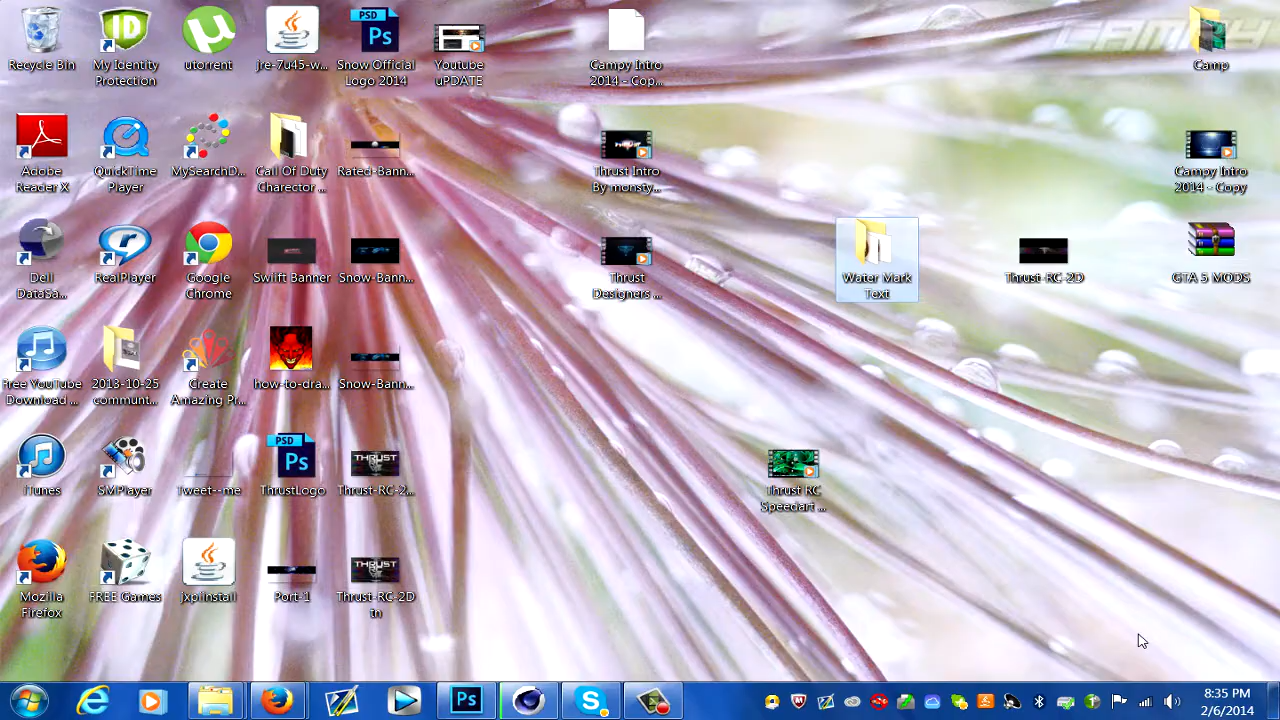 CAMPY
Recycle Bin
My Identity
Protection
utorrent
jre-7u45-w...
PSD
Ps
Snow Official
Logo 2014
Youtube
uPDATE
Campy Intro
2014 - Cop...
Camp
Adobe
Reader X
QuickTime
Player
MySearchD...
Call Of Duty
Charector ...
Rated-Bann...
Thrust Intro
By monsty...
Campy Intro
2014 - Copy
Dell
DataSa...
RealPlayer
Google
Chrome
Swiift Banner
Snow-Bann...
Thrust
Designers ...
Water Mark
Text
Thrust-RC-2D
GTA 5 MODS
Free YouTube
Download ...
2013-10-25
communt...
Create
Amazing Pr...
how-to-dra...
Snow-Bann...
iTunes
SMPlayer
Tweet--me
PSD
Ps
ThrustLogo
THRUST
Thrust-RC-2...
Thrust RC
Speedart ...
Mozilla
Firefox
FREE Games
jxpiinstall
Port-1
THRUST
Thrust-RC-2D
tn
Ps
8:35 PM
2/6/2014